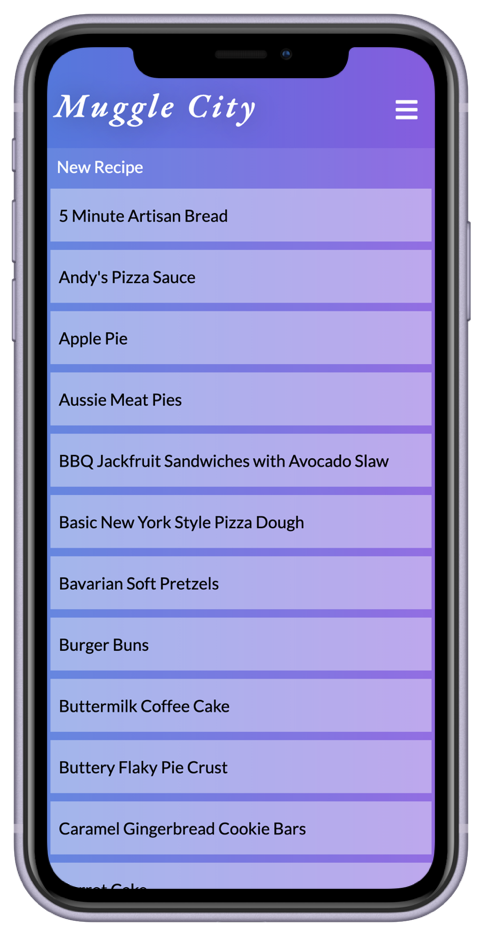 Muggle City
New Recipe
5 Minute Artisan Bread
Andy's Pizza Sauce
Apple Pie
Aussie Meat Pies
BBQ Jackfruit Sandwiches with Avocado Slaw
Basic New York Style Pizza Dough
Bavarian Soft Pretzels
Burger Buns
Buttermilk Coffee Cake
Buttery Flaky Pie Crust
Caramel Gingerbread Cookie Bars
Cake